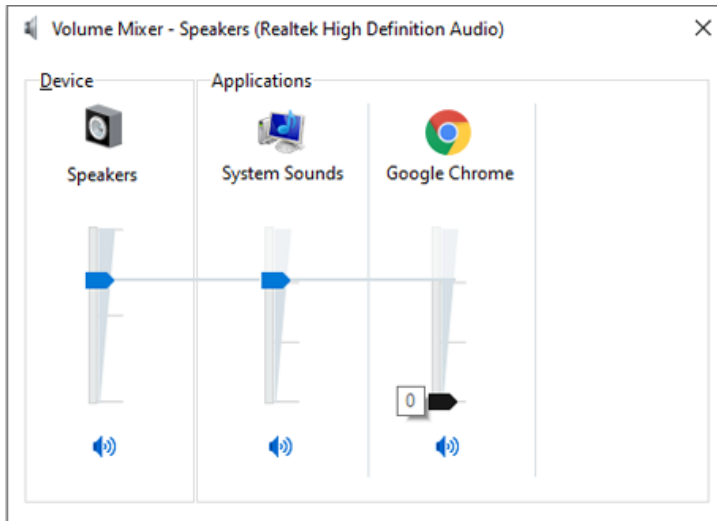 Volume Mixer - Speakers (Realtek High Definition Audio)
Device
Applications
Speakers
System Sounds
Google Chrome
0